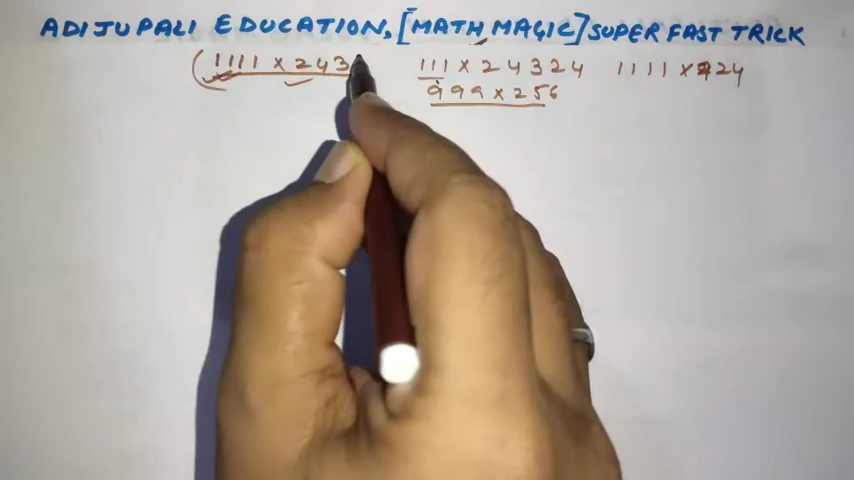 ADIJUPALI EDUCATION, [MATH MAGIC] SUPER FAST TRICK
1111 × 243 111 × 24324 1111 × 24
999 × 256